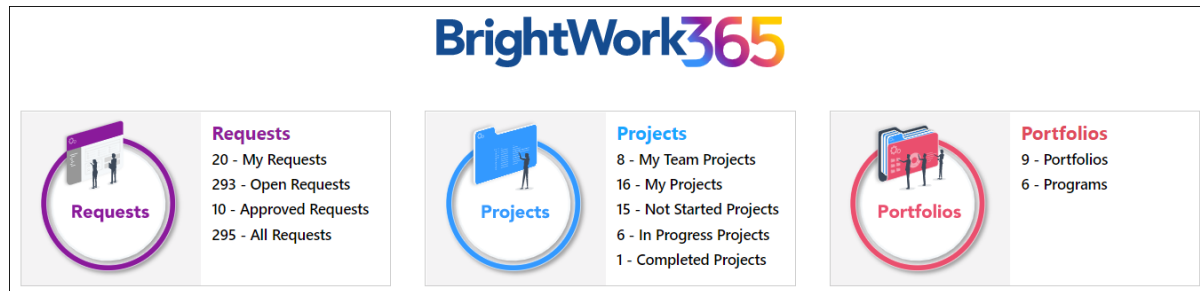 BrightWork365
Requests
Requests
20 - My Requests
293 - Open Requests
10 - Approved Requests
295 - All Requests
Projects
Projects
8 - My Team Projects
16 - My Projects
15 - Not Started Projects
6 - In Progress Projects
1 - Completed Projects
Portfolios
Portfolios
9 - Portfolios
6 - Programs